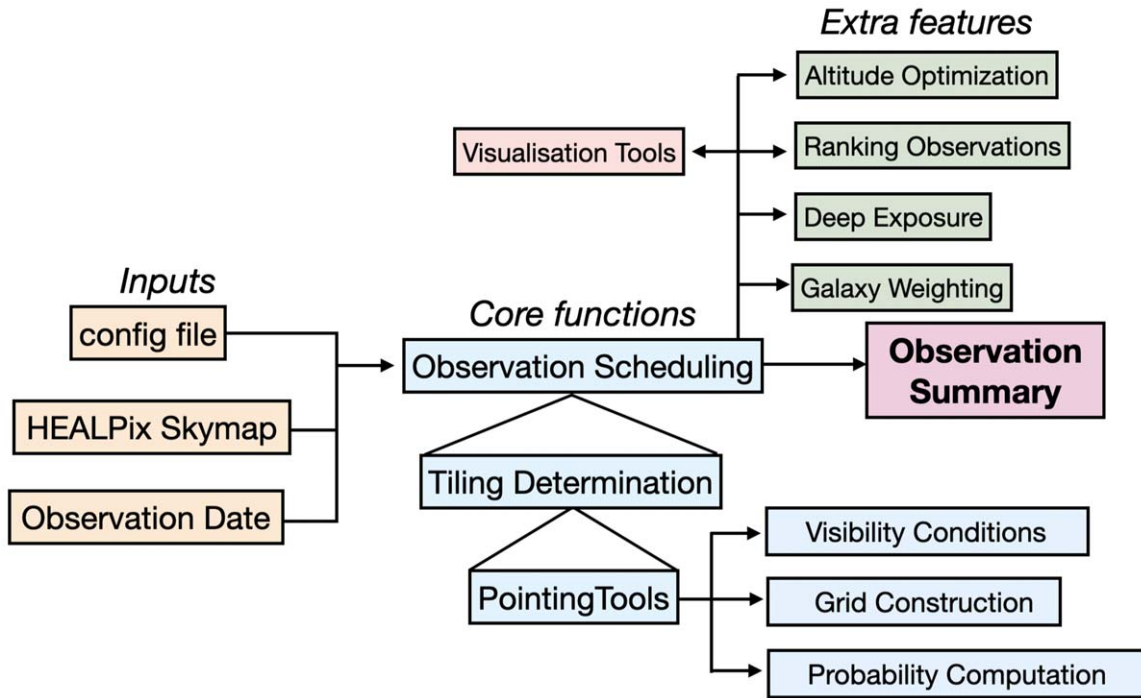 Extra features
Altitude Optimization
Visualisation Tools
Ranking Observations
Deep Exposure
Galaxy Weighting
Inputs
config file
HEALPix Skymap
Observation Date
Core functions
Observation Scheduling
Observation
Summary
Tiling Determination
PointingTools
Visibility Conditions
Grid Construction
Probability Computation